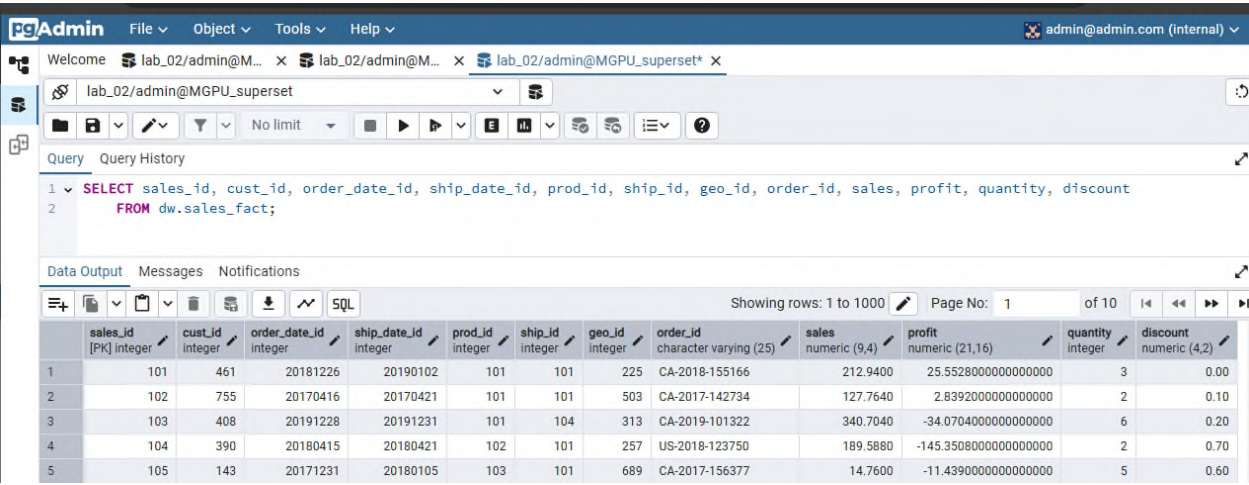 pgAdmin File Object Tools Help admin@admin.com (internal)
Welcome lab_02/admin@M... lab_02/admin@M... lab_02/admin@MGPU_superset*
lab_02/admin@MGPU_superset
No limit
Query Query History
1 SELECT sales_id, cust_id, order_date_id, ship_date_id, prod_id, ship_id, geo_id, order_id, sales, profit, quantity, discount
2 FROM dw.sales_fact;
Data Output Messages Notifications
SQL Showing rows: 1 to 1000 Page No: 1 of 10
sales_id cust_id order_date_id ship_date_id prod_id ship_id geo_id order_id sales profit quantity discount
[PK] integer integer integer integer integer integer integer character varying (25) numeric (9,4) numeric (21,16) integer numeric (4,2)
1 101 461 20181226 20190102 101 101 225 CA-2018-155166 212.9400 25.5528000000000000 3 0.00
2 102 755 20170416 20170421 101 101 503 CA-2017-142734 127.7640 2.8392000000000000 2 0.10
3 103 408 20191228 20191231 101 104 313 CA-2019-101322 340.7040 -34.0704000000000000 6 0.20
4 104 390 20180415 20180421 102 101 257 US-2018-123750 189.5880 -145.3508000000000000 2 0.70
5 105 143 20171231 20180105 103 101 689 CA-2017-156377 14.7600 -11.4390000000000000 5 0.60